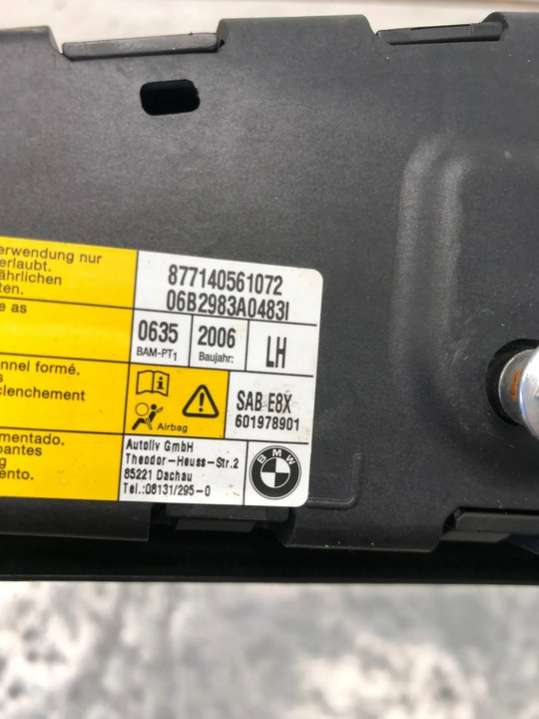 erwendung nur
erlaubt.
ährlichen
ten.
e as
nnel formé.
s
clenchement
mentado.
pantes
g
ento.
877140561072
06B2983A0483I
0635
BAM-PT1
2006
Baujahr:
LH
Airbag
SAB E8X
601978901
Autoliv GmbH
Theodor-Heuss-Str.2
85221 Dachau
Tel.:08131/295-0
BMW